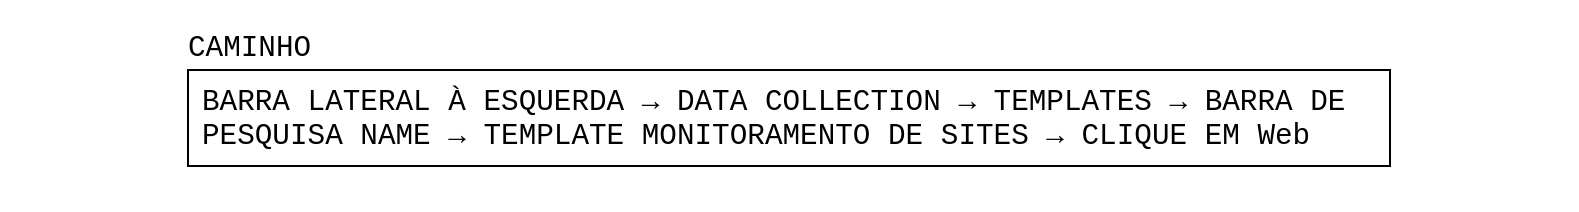 CAMINHO
BARRA LATERAL À ESQUERDA → DATA COLLECTION → TEMPLATES → BARRA DE
PESQUISA NAME → TEMPLATE MONITORAMENTO DE SITES → CLIQUE EM Web